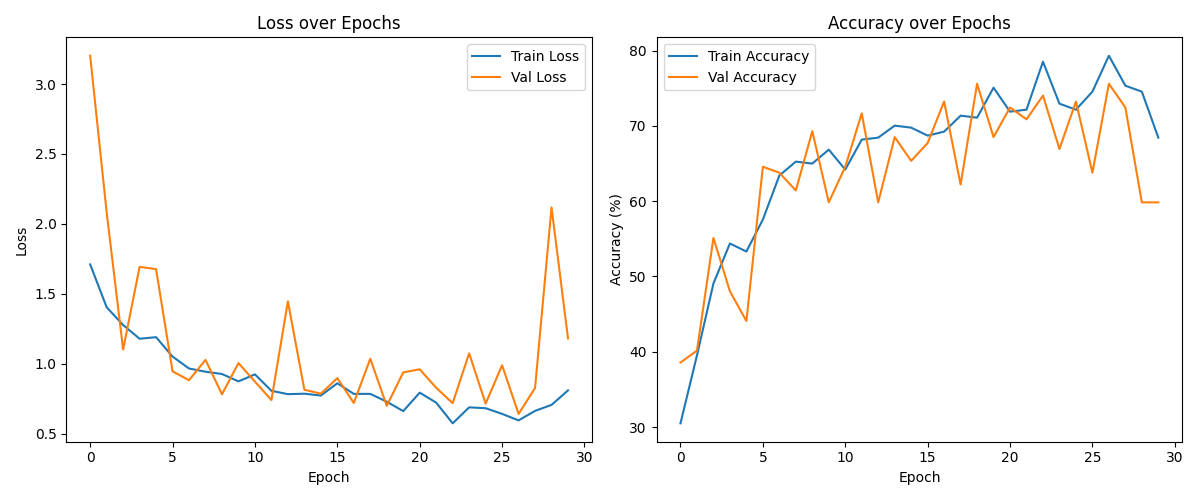 Loss over Epochs
Train Loss
Val Loss
3.0
2.5
2.0
1.5
1.0
0.5
Loss
0 5 10 15 20 25 30
Epoch
Accuracy over Epochs
Train Accuracy
Val Accuracy
80
70
60
50
40
30
Accuracy (%)
0 5 10 15 20 25 30
Epoch